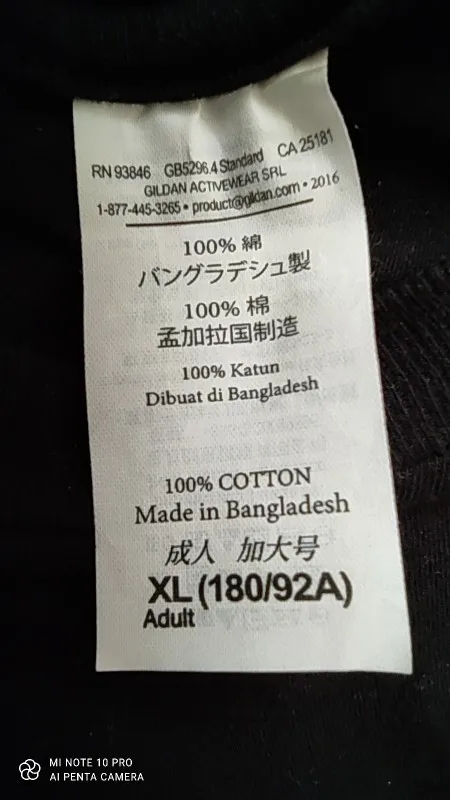 RN 93846 GB5296.4 Standard CA 25181
GILDAN ACTIVEWEAR SRL
1-877-445-3265 • product@gildan.com • 2016
100% 綿
バングラデシュ製
100% 棉
孟加拉国制造
100% Katun
Dibuat di Bangladesh
100% COTTON
Made in Bangladesh
成人 加大号
XL (180/92A)
Adult
MI NOTE 10 PRO
AI PENTA CAMERA